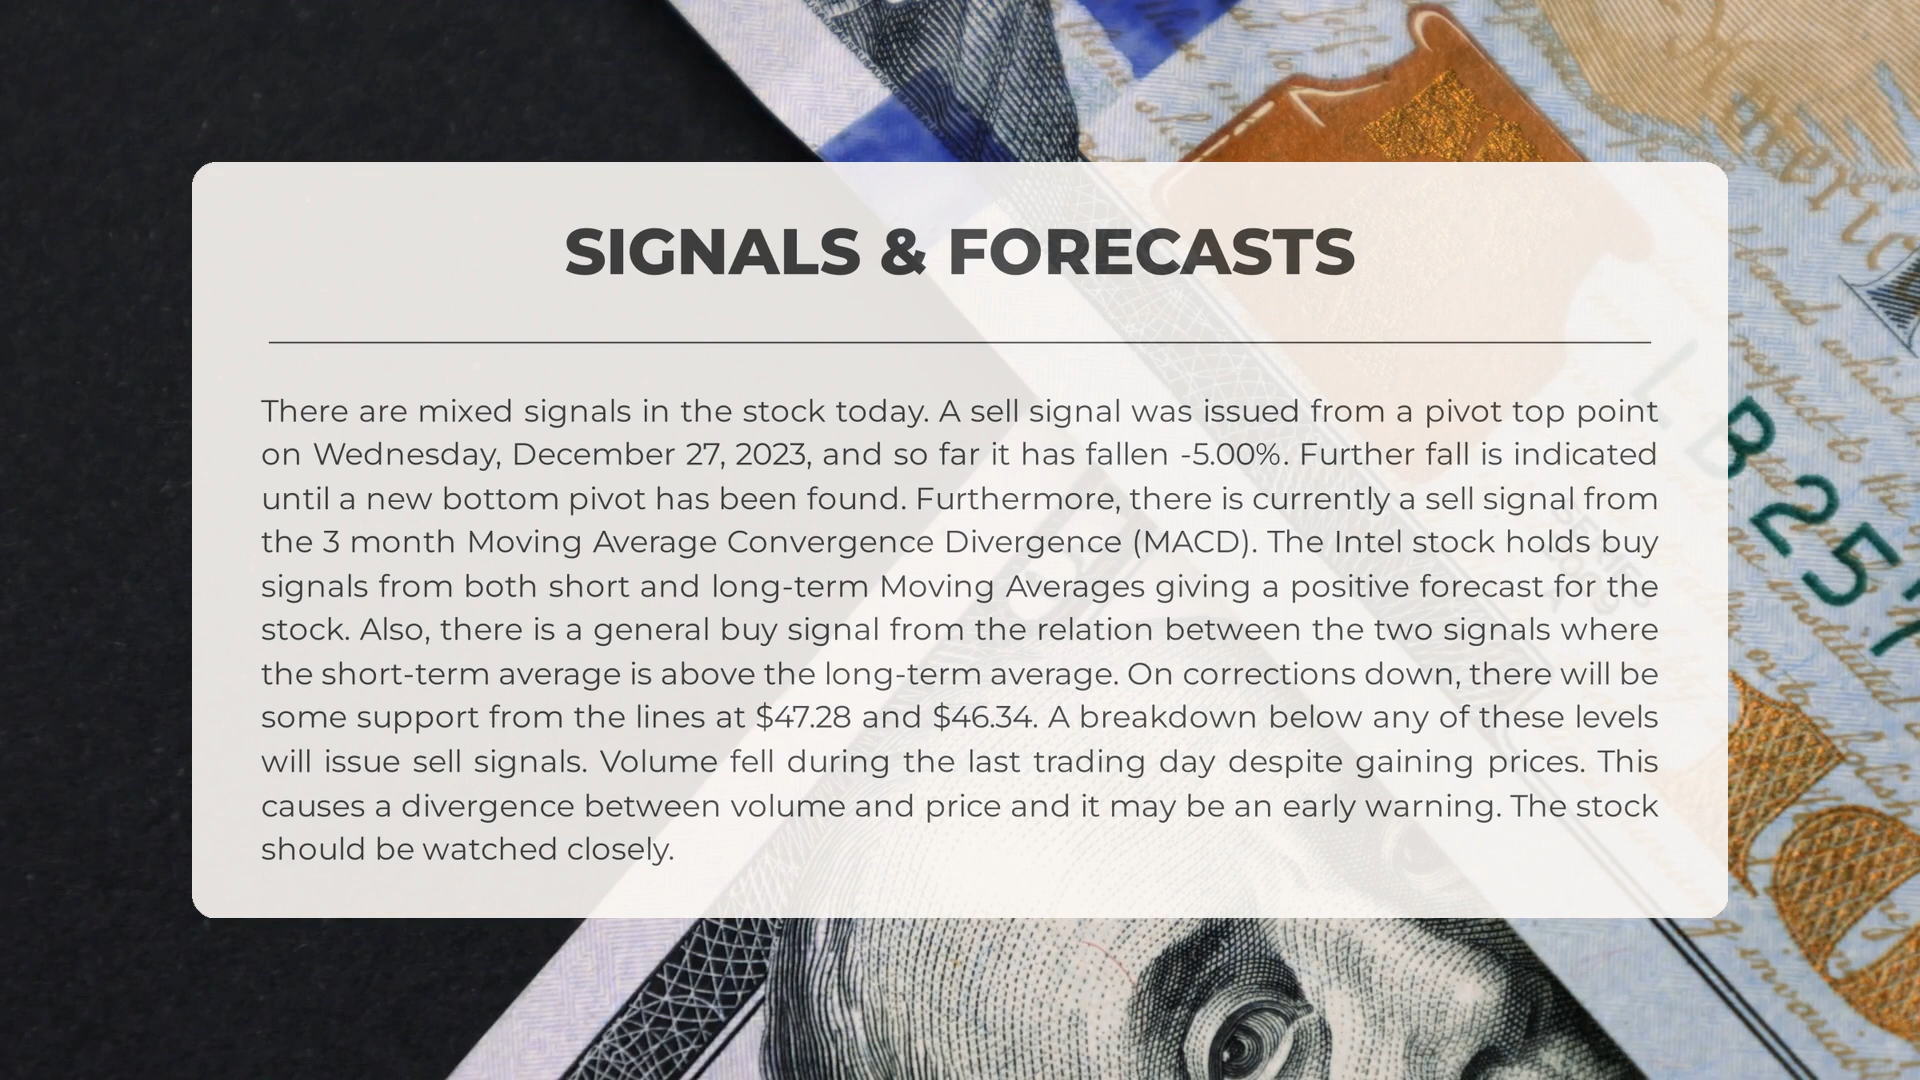 SIGNALS & FORECASTS
There are mixed signals in the stock today. A sell signal was issued from a pivot top point
on Wednesday, December 27, 2023, and so far it has fallen -5.00%. Further fall is indicated
until a new bottom pivot has been found. Furthermore, there is currently a sell signal from
the 3 month Moving Average Convergence Divergence (MACD). The Intel stock holds buy
signals from both short and long-term Moving Averages giving a positive forecast for the
stock. Also, there is a general buy signal from the relation between the two signals where
the short-term average is above the long-term average. On corrections down, there will be
some support from the lines at $47.28 and $46.34. A breakdown below any of these levels
will issue sell signals. Volume fell during the last trading day despite gaining prices. This
causes a divergence between volume and price and it may be an early warning. The stock
should be watched closely.